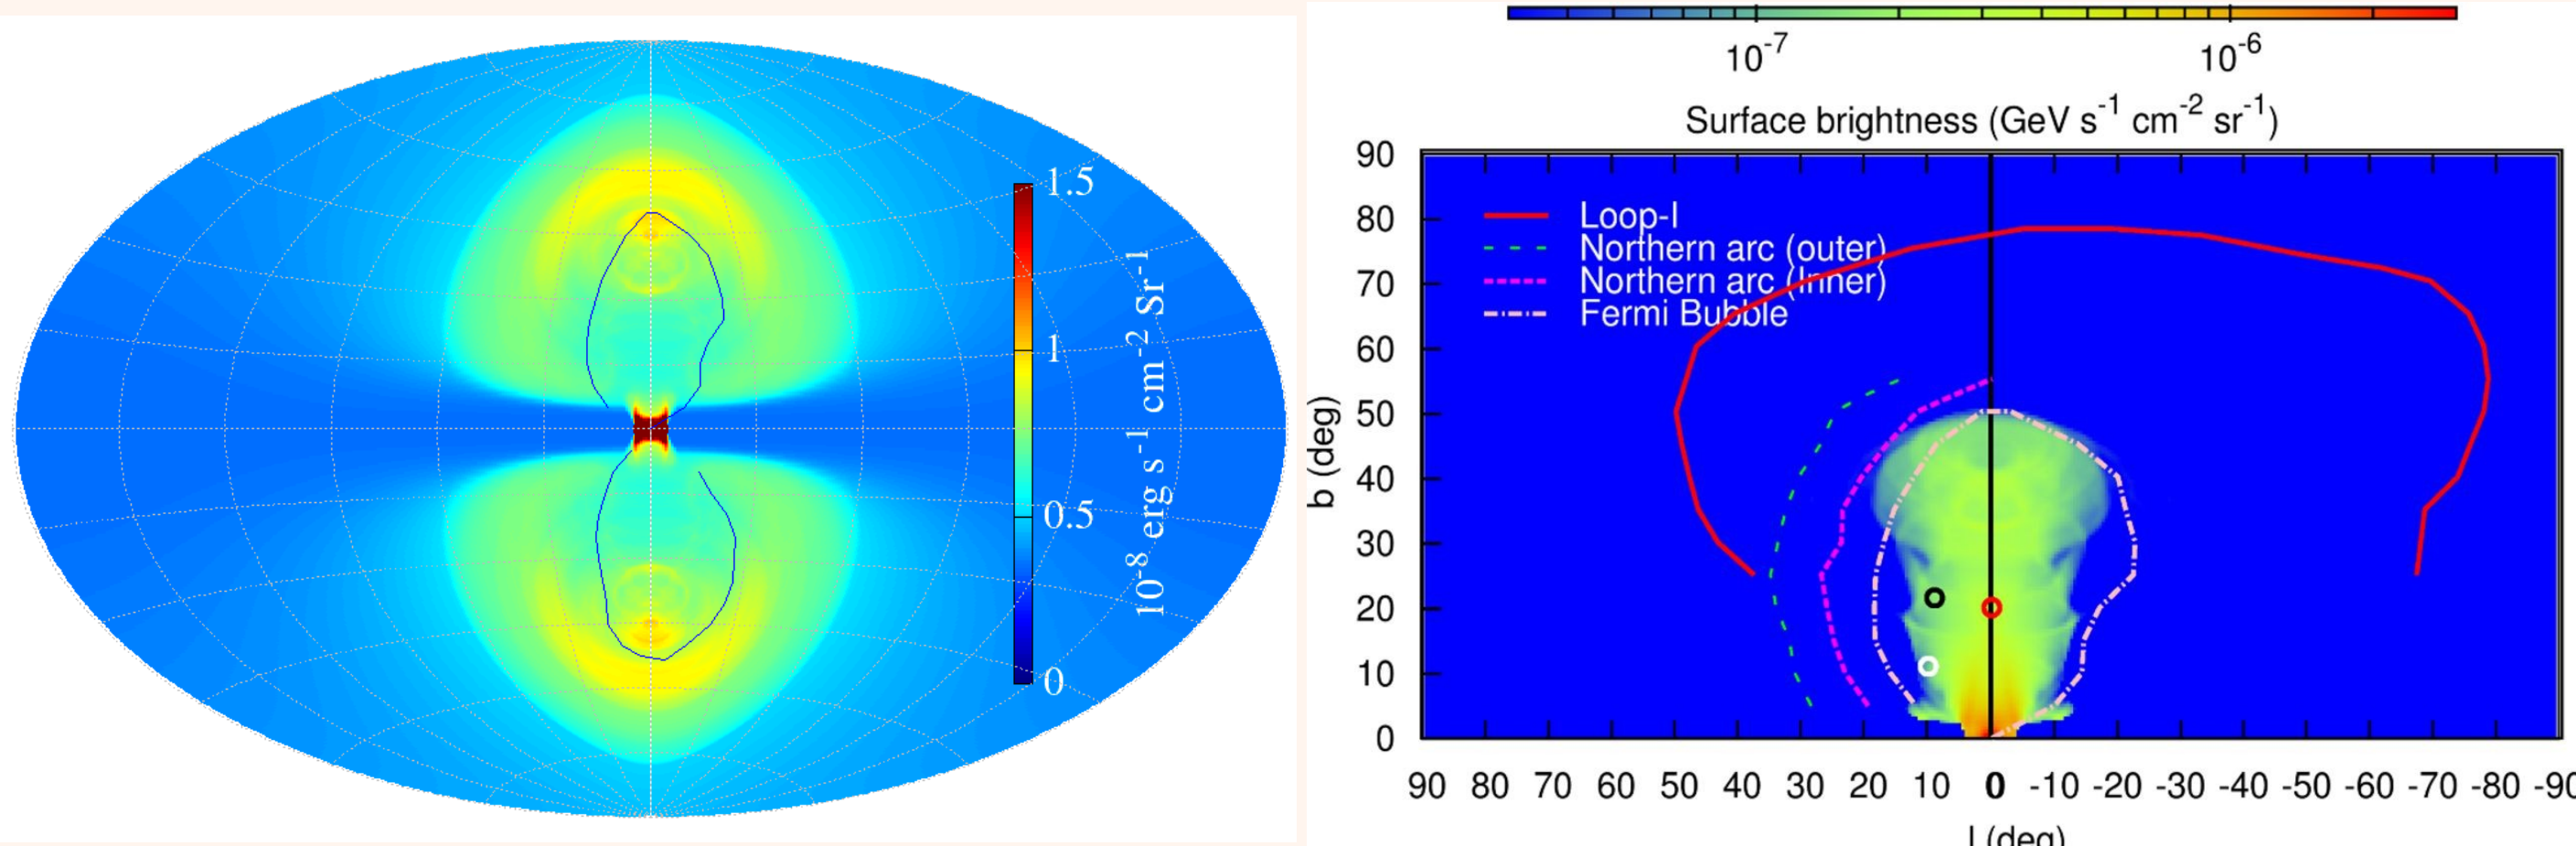 1.5
1
0.5
0
10-8 erg s-1 cm-2 Sr-1
10-7 10-6
Surface brightness (GeV s-1 cm-2 sr-1)
90
80
70
60
50
40
30
20
10
0
b (deg)
Loop-I
Northern arc (outer)
Northern arc (Inner)
Fermi Bubble
90 80 70 60 50 40 30 20 10 0 -10 -20 -30 -40 -50 -60 -70 -80 -90
l (deg)